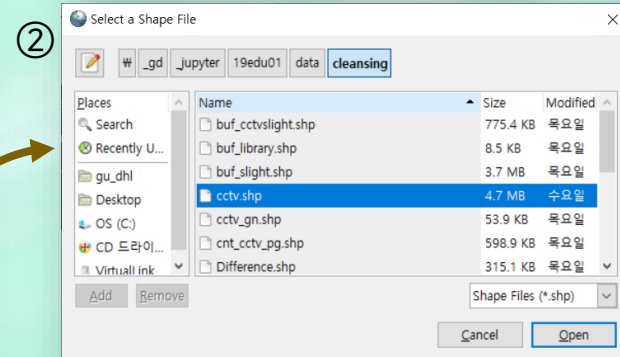 ②
Select a Shape File
₩ _gd _jupyter 19edu01 data cleansing
Places
Search
Recently U...
gu_dhl
Desktop
OS (C:)
CD 드라이...
VirtualLink
Name Size Modified
buf_cctvslight.shp 775.4 KB 목요일
buf_library.shp 8.5 KB 목요일
buf_slight.shp 3.7 MB 목요일
cctv.shp 4.7 MB 수요일
cctv_gn.shp 53.9 KB 목요일
cnt_cctv_pg.shp 598.9 KB 목요일
Difference.shp 315.1 KB 목요일
Add Remove
Shape Files (*.shp)
Cancel Open